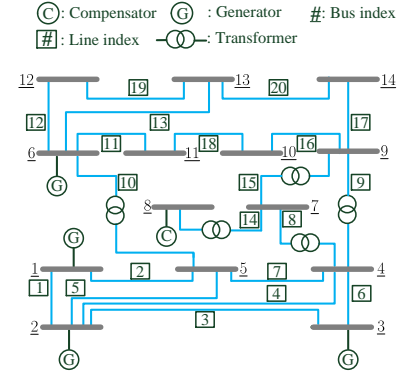 C : Compensator G : Generator # : Bus index
# : Line index : Transformer
12 13 14
19 20
12 13 17
11 18 16
6 11 10 9
G 10 15 9
8 7
G C 14 8
1 5 4
1 5 2 7 4 6
2 3 3
G G